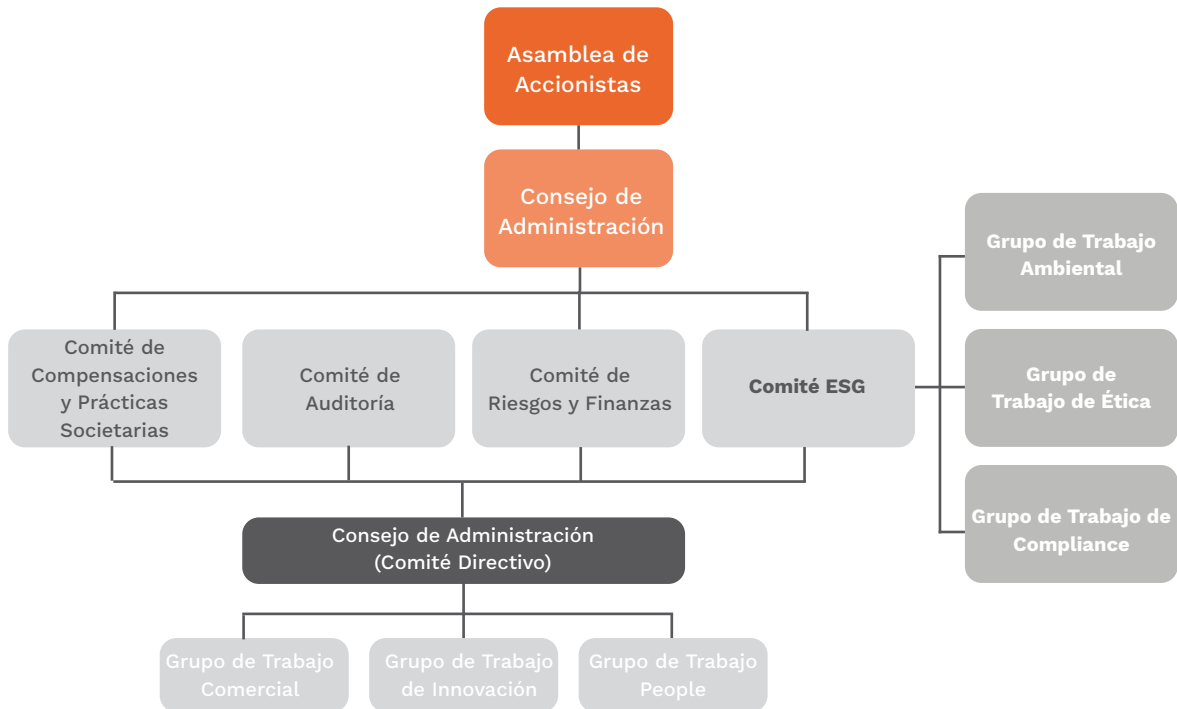 Asamblea de
Accionistas
Consejo de
Administración
Comité de
Compensaciones
y Prácticas
Societarias
Comité de
Auditoría
Comité de
Riesgos y Finanzas
Comité ESG
Grupo de Trabajo
Ambiental
Grupo de
Trabajo de Ética
Grupo de Trabajo de
Compliance
Consejo de Administración
(Comité Directivo)
Grupo de Trabajo
Comercial
Grupo de Trabajo
de Innovación
Grupo de Trabajo
People